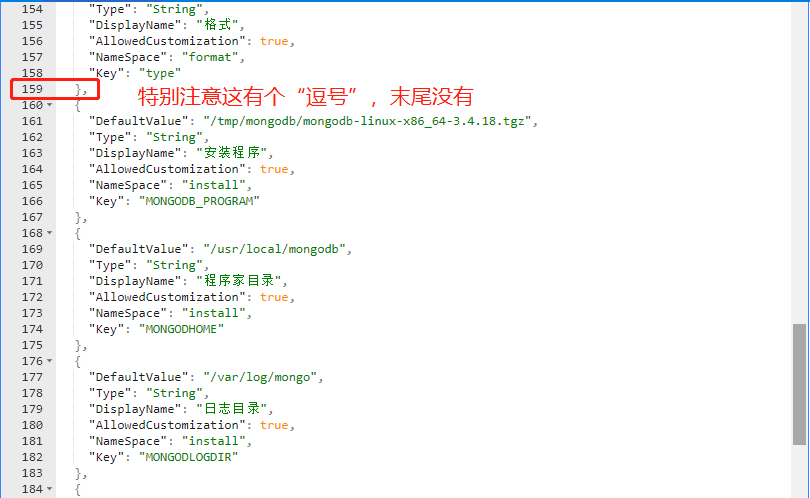 154 "Type": "String",
155 "DisplayName": "格式",
156 "AllowedCustomization": true,
157 "NameSpace": "format",
158 "Key": "type"
159 }, 特别注意这有个“逗号”，末尾没有
160 {
161 "DefaultValue": "/tmp/mongodb/mongodb-linux-x86_64-3.4.18.tgz",
162 "Type": "String",
163 "DisplayName": "安装程序",
164 "AllowedCustomization": true,
165 "NameSpace": "install",
166 "Key": "MONGODB_PROGRAM"
167 },
168 {
169 "DefaultValue": "/usr/local/mongodb",
170 "Type": "String",
171 "DisplayName": "程序家目录",
172 "AllowedCustomization": true,
173 "NameSpace": "install",
174 "Key": "MONGODHOME"
175 },
176 {
177 "DefaultValue": "/var/log/mongo",
178 "Type": "String",
179 "DisplayName": "日志目录",
180 "AllowedCustomization": true,
181 "NameSpace": "install",
182 "Key": "MONGODLOGDIR"
183 },
184 {